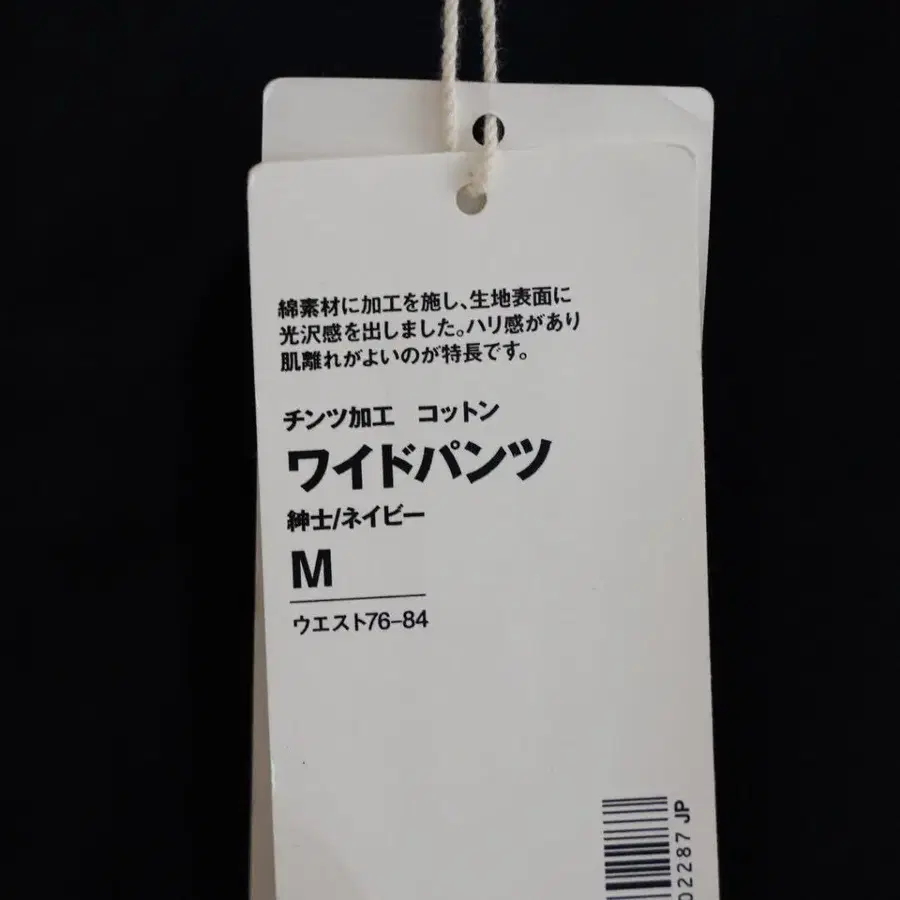 綿素材に加工を施し、生地表面に
光沢感を出しました。ハリ感があり
肌離れがよいのが特長です。
チンツ加工　コットン
ワイドパンツ
紳士/ネイビー
M
ウエスト76–84
02287 JP